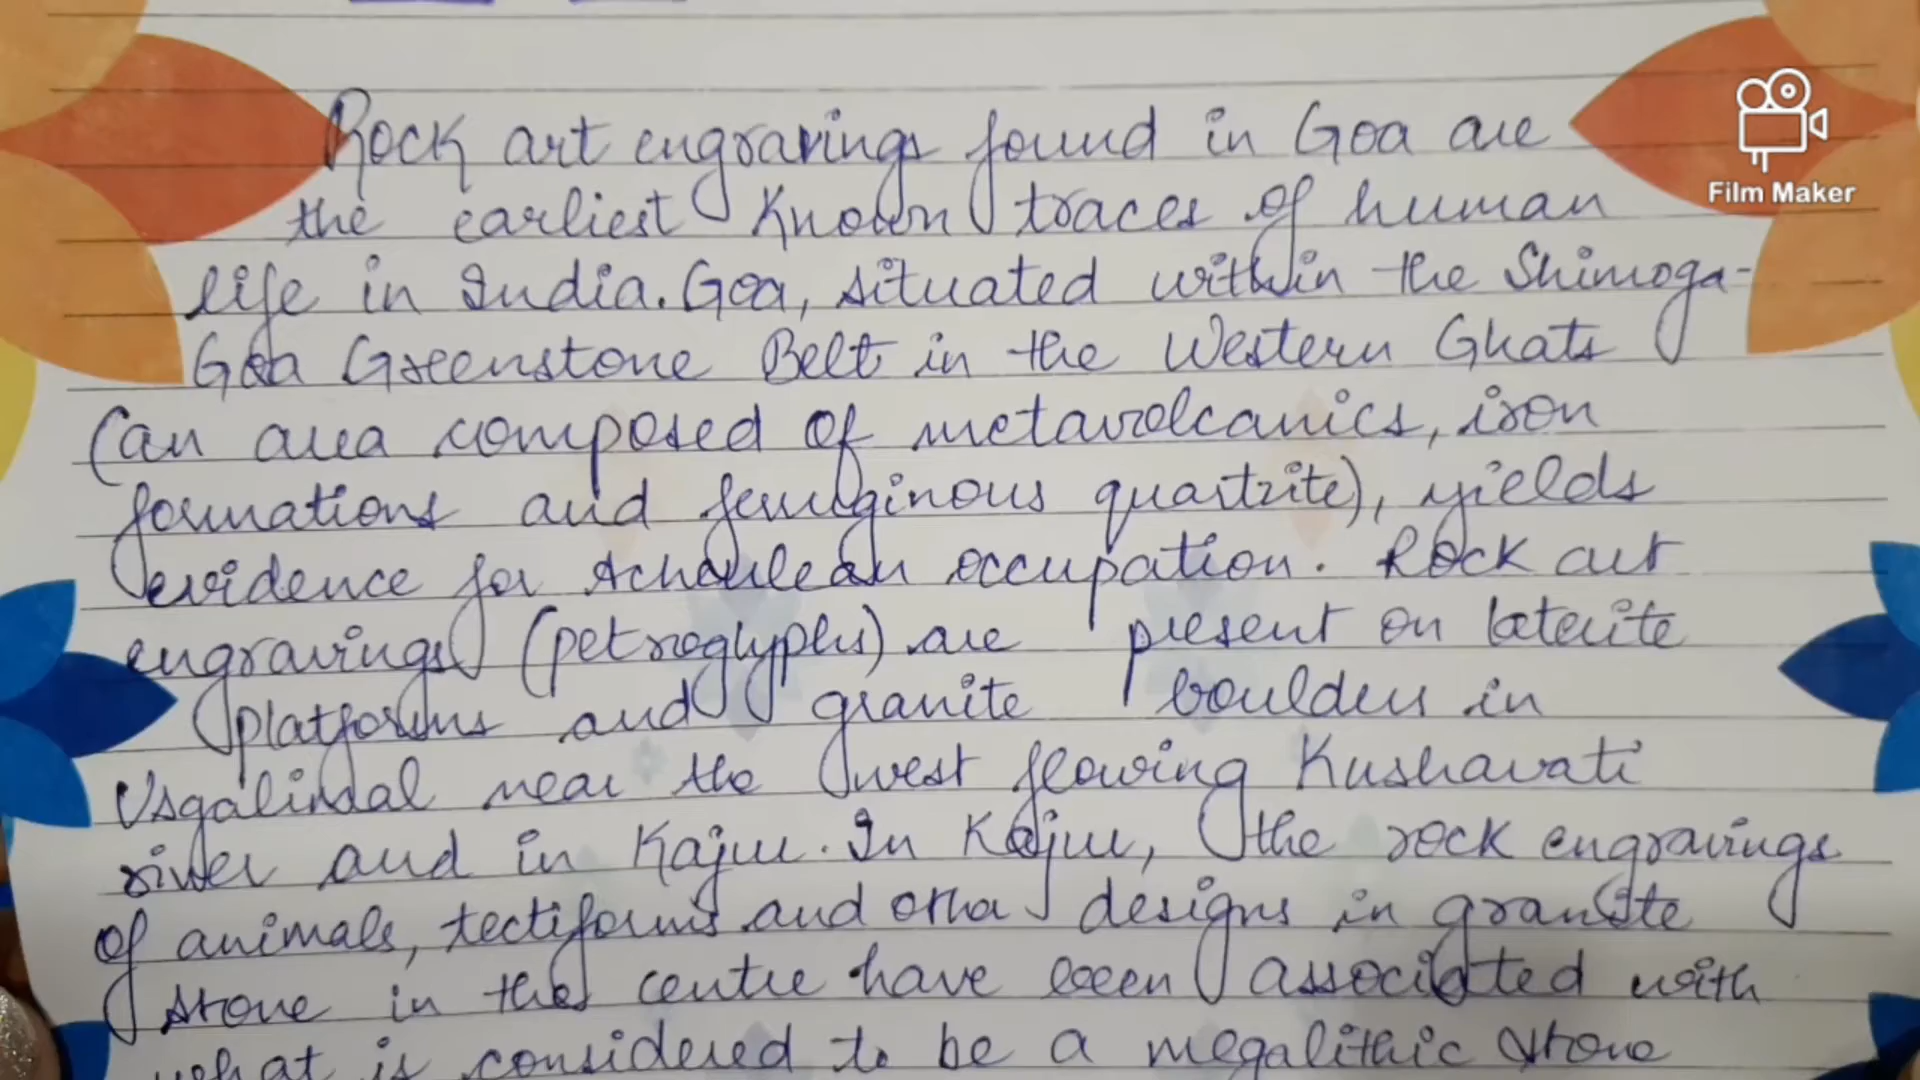 Rock art engravings found in Goa are
the earliest Known traces of human
life in India. Goa, situated within the Shimoga-
Goa Greenstone Belt in the Western Ghats
(an area composed of metavolcanics, iron
formations and ferruginous quartzite), yields
evidence for Acheulean occupation. Rock art
engravings (petroglyphs) are present on laterite
platforms and granite boulders in
Usgalimal near the west flowing Kushavati
river and in Kajur. In Kajur, the rock engravings
of animals, tectiforms and other designs in granite
stone in the centre have been associated with
what is considered to be a megalithic stone
Film Maker